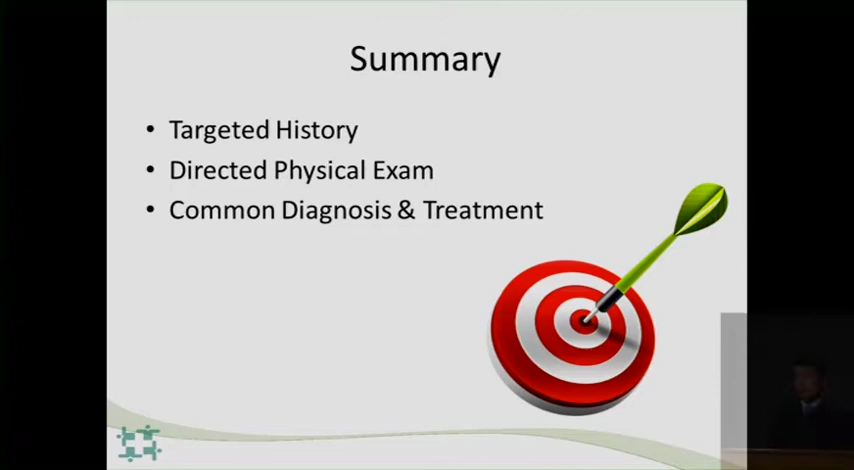 Summary
• Targeted History
• Directed Physical Exam
• Common Diagnosis & Treatment